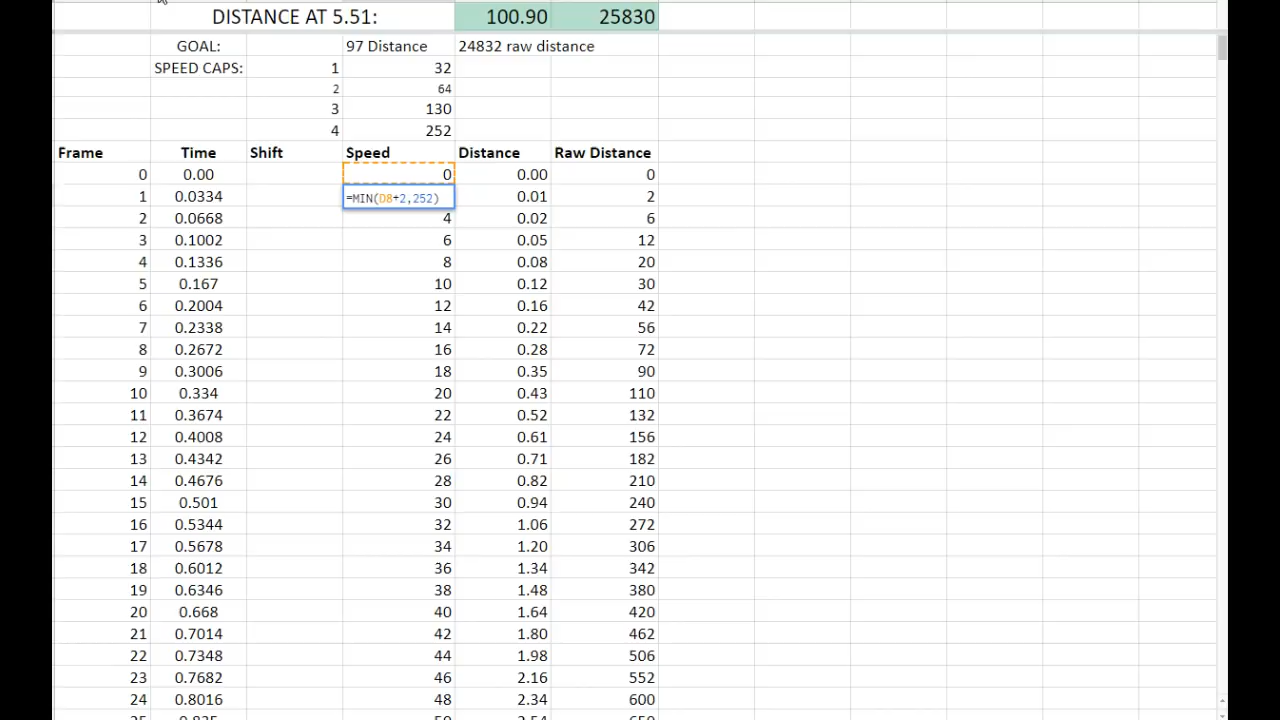 DISTANCE AT 5.51: 100.90 25830
GOAL: 97 Distance 24832 raw distance
SPEED CAPS: 1 32
2 64
3 130
4 252
Frame Time Shift Speed Distance Raw Distance
0 0.00 0 0.00 0
1 0.0334 =MIN(D8+2,252) 0.01 2
2 0.0668 4 0.02 6
3 0.1002 6 0.05 12
4 0.1336 8 0.08 20
5 0.167 10 0.12 30
6 0.2004 12 0.16 42
7 0.2338 14 0.22 56
8 0.2672 16 0.28 72
9 0.3006 18 0.35 90
10 0.334 20 0.43 110
11 0.3674 22 0.52 132
12 0.4008 24 0.61 156
13 0.4342 26 0.71 182
14 0.4676 28 0.82 210
15 0.501 30 0.94 240
16 0.5344 32 1.06 272
17 0.5678 34 1.20 306
18 0.6012 36 1.34 342
19 0.6346 38 1.48 380
20 0.668 40 1.64 420
21 0.7014 42 1.80 462
22 0.7348 44 1.98 506
23 0.7682 46 2.16 552
24 0.8016 48 2.34 600
25 0.835 50 2.54 650